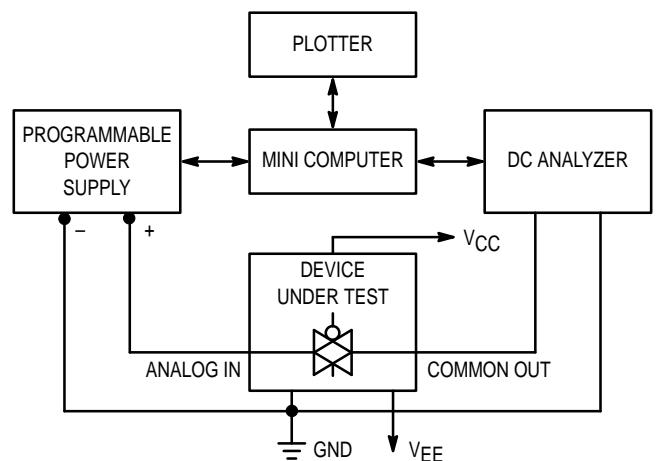 PLOTTER
PROGRAMMABLE
POWER
SUPPLY
MINI COMPUTER
DC ANALYZER
– +
VCC
DEVICE
UNDER TEST
ANALOG IN
COMMON OUT
GND
VEE